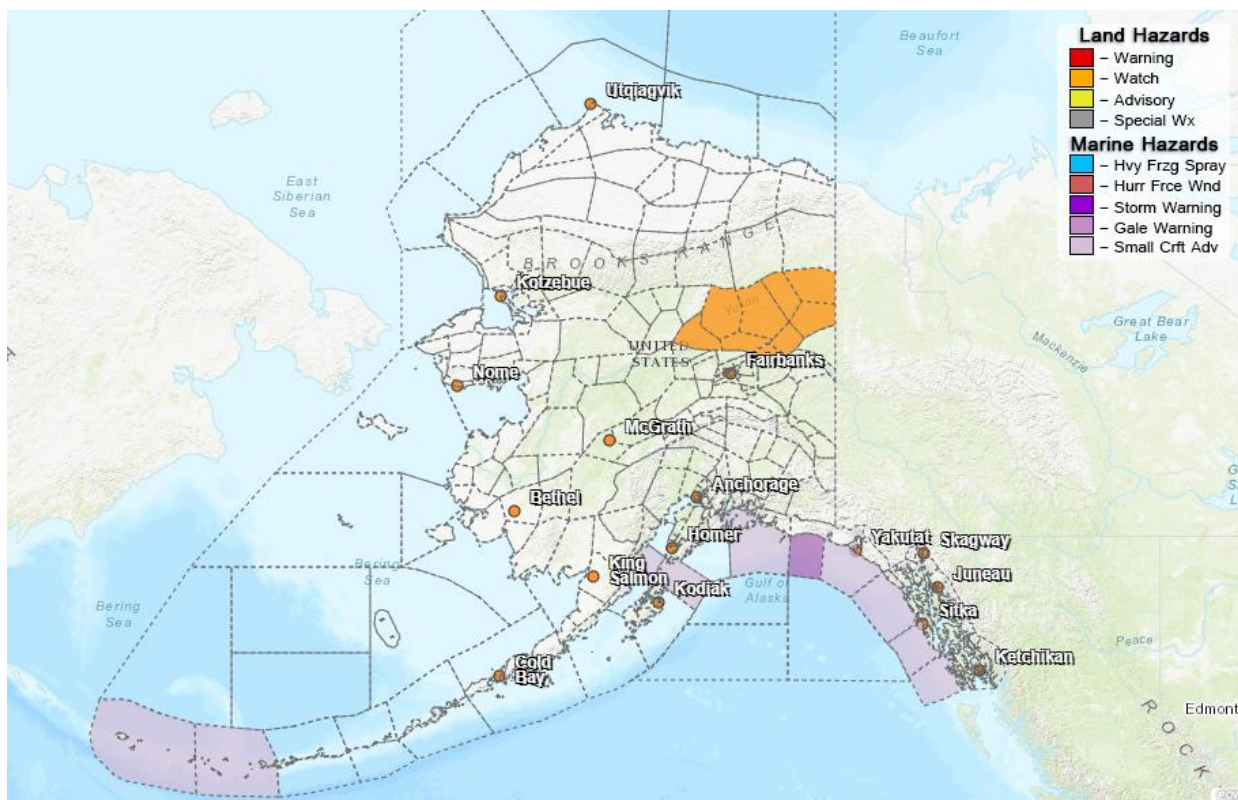 Land Hazards
– Warning
– Watch
– Advisory
– Special Wx
Marine Hazards
– Hvy Frzg Spray
– Hurr Frce Wnd
– Storm Warning
– Gale Warning
– Small Crft Adv
Beaufort
Sea
Utqiagvik
East
Siberian
Sea
BROOKS RANGE
Kotzebue
Yukon
Great Bear
Lake
Mackenzie
UNITED
STATES
Fairbanks
Nome
McGrath
Anchorage
Bethel
Homer
Yakutat
Skagway
King
Salmon
Kodiak
Juneau
Bering
Sea
Gulf of
Alaska
Bering
Sea
Sitka
Peace
Ketchikan
Cold
Bay
Edmont
ROCK